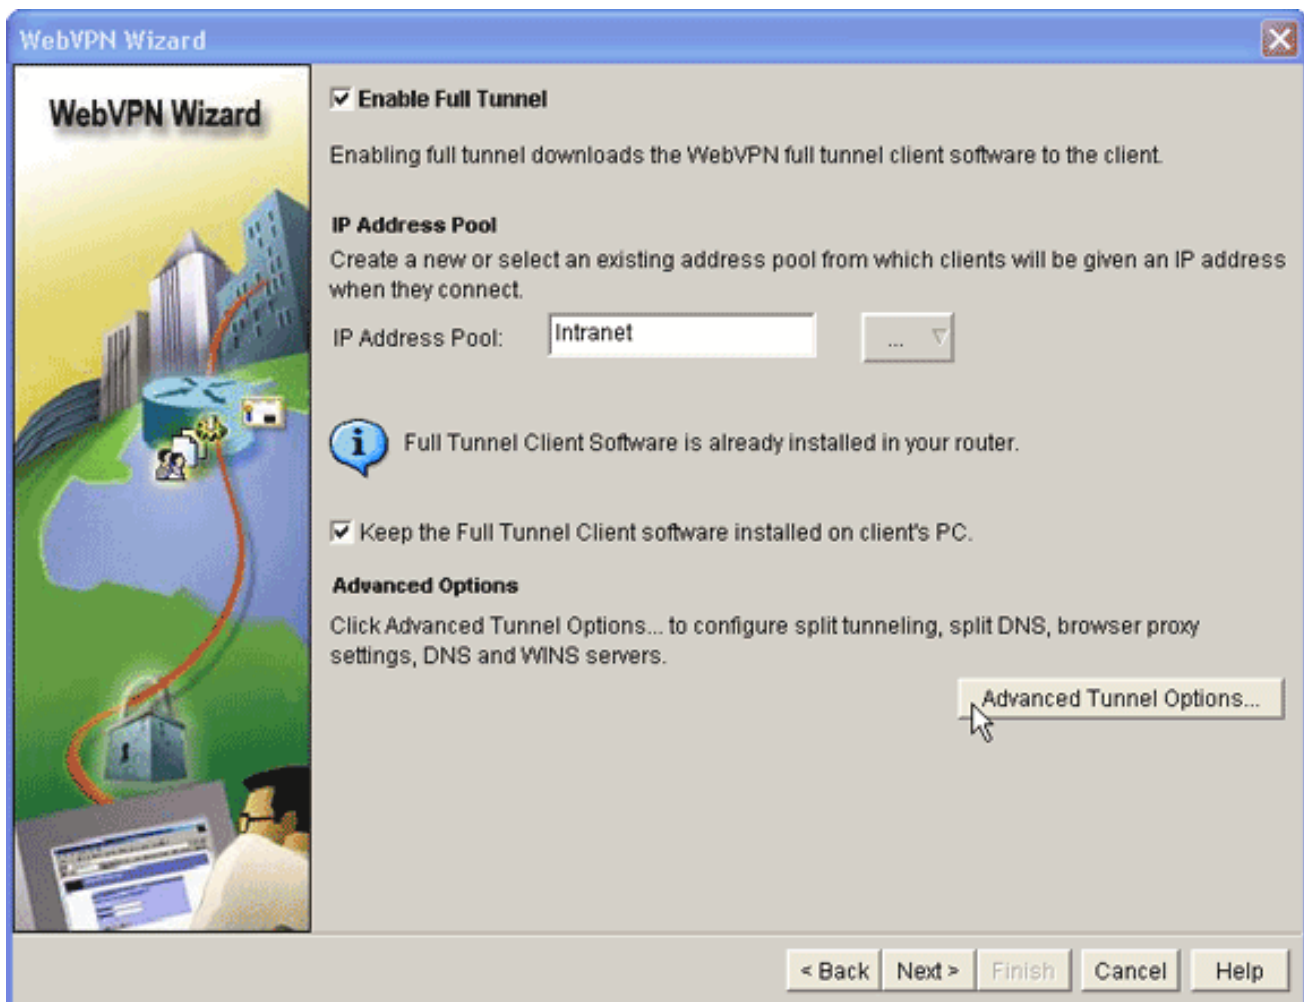 WebVPN Wizard
WebVPN Wizard
Enable Full Tunnel
Enabling full tunnel downloads the WebVPN full tunnel client software to the client.
IP Address Pool
Create a new or select an existing address pool from which clients will be given an IP address
when they connect.
IP Address Pool:
Intranet
...
Full Tunnel Client Software is already installed in your router.
Keep the Full Tunnel Client software installed on client's PC.
Advanced Options
Click Advanced Tunnel Options... to configure split tunneling, split DNS, browser proxy
settings, DNS and WINS servers.
Advanced Tunnel Options...
< Back
Next >
Finish
Cancel
Help